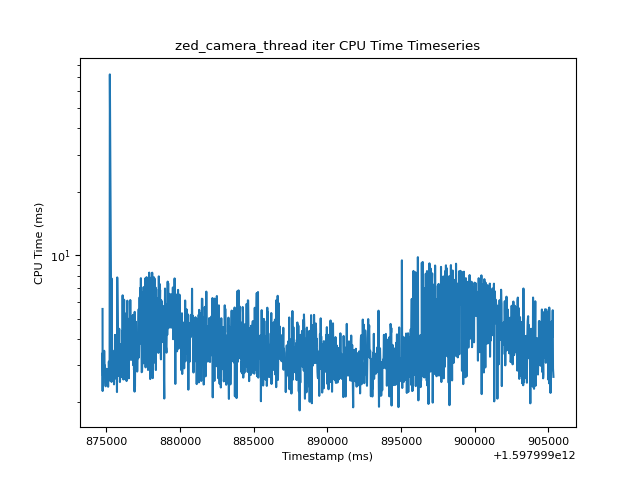 zed_camera_thread iter CPU Time Timeseries
CPU Time (ms)
10¹
875000 880000 885000 890000 895000 900000 905000
Timestamp (ms)
+1.597999e12